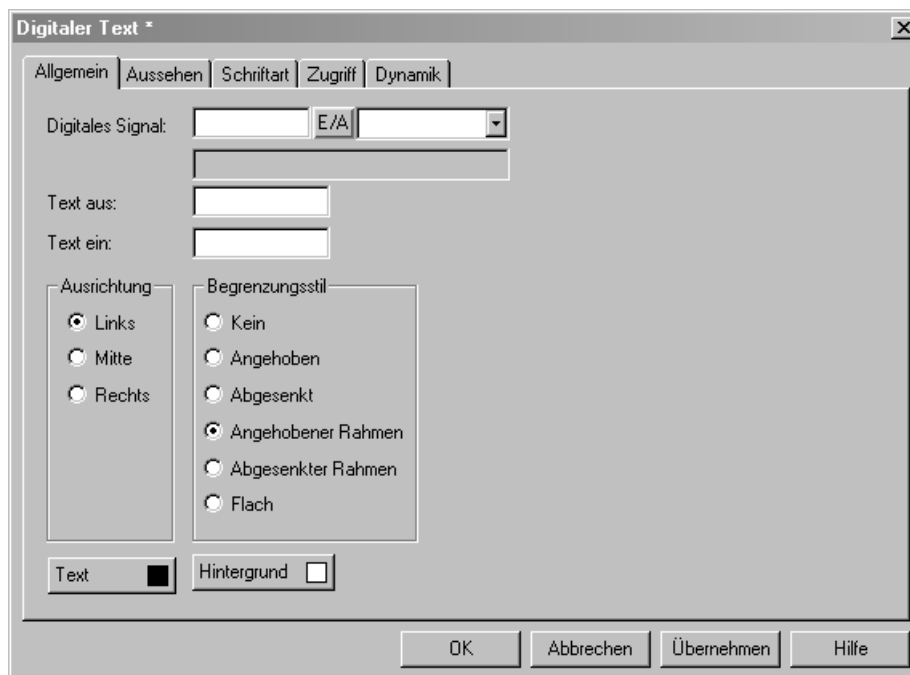 Digitaler Text *
Allgemein Aussehen Schriftart Zugriff Dynamik
Digitales Signal: E/A
Text aus:
Text ein:
Ausrichtung Begrenzungsstil
Links Kein
Mitte Angehoben
Rechts Abgesenkt
Angehobener Rahmen
Abgesenkter Rahmen
Flach
Text Hintergrund
OK Abbrechen Übernehmen Hilfe